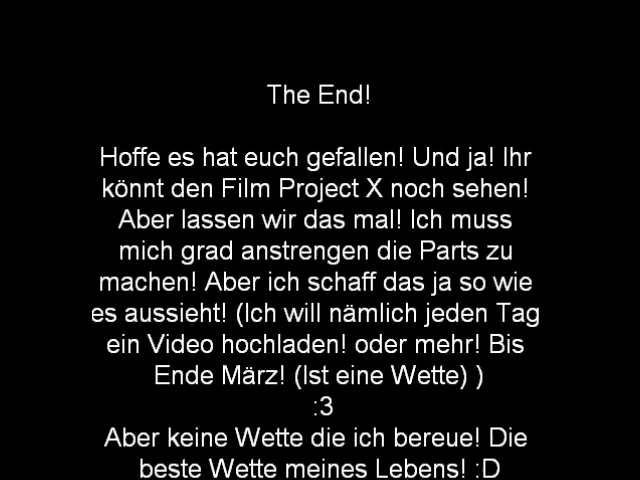 The End!
Hoffe es hat euch gefallen! Und ja! Ihr
könnt den Film Project X noch sehen!
Aber lassen wir das mal! Ich muss
mich grad anstrengen die Parts zu
machen! Aber ich schaff das ja so wie
es aussieht! (Ich will nämlich jeden Tag
ein Video hochladen! oder mehr! Bis
Ende März! (Ist eine Wette) )
:3
Aber keine Wette die ich bereue! Die
beste Wette meines Lebens! :D